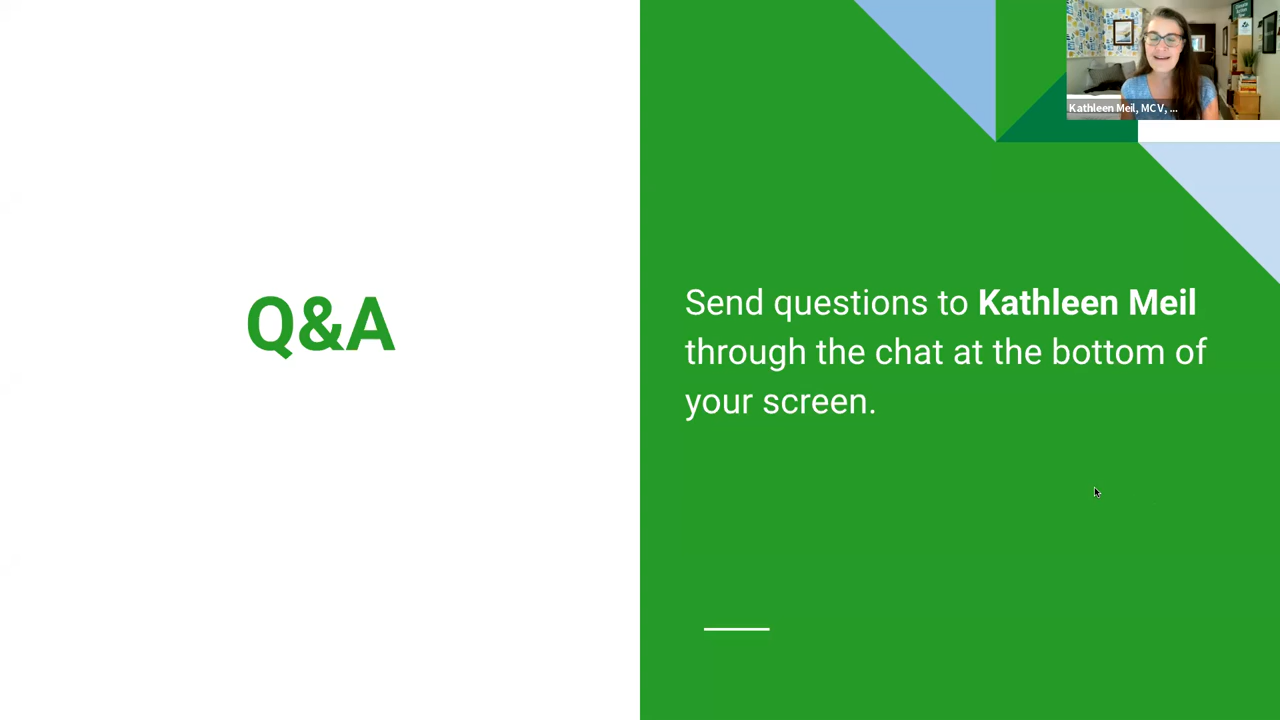 Q&A
Send questions to Kathleen Meil
through the chat at the bottom of
your screen.
Kathleen Meil, MCV, ...